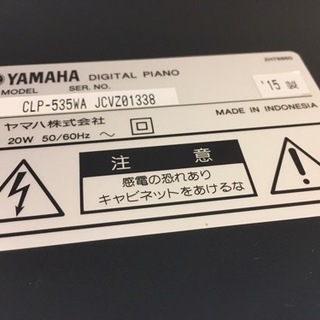 ZH78860
YAMAHA DIGITAL PIANO
MODEL SER. NO.
CLP-535WA JCVZ01338
'15 製
MADE IN INDONESIA
ヤマハ株式会社
20W 50/60Hz ～
注 意
感電の恐れあり
キャビネットをあけるな